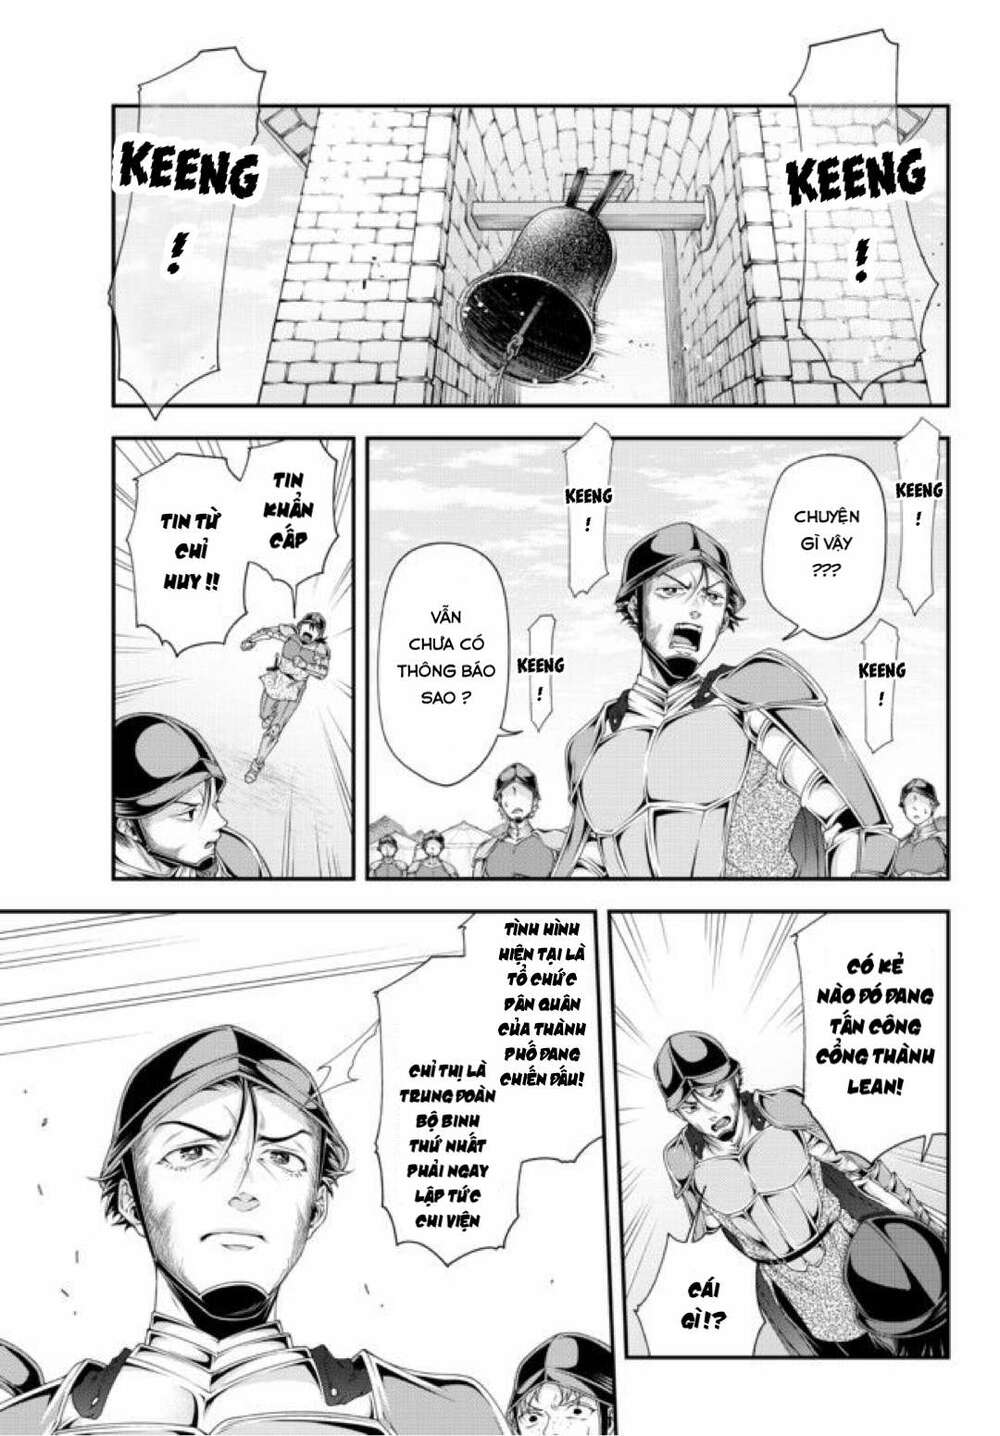 KEENG
!
KEENG
!
KEENG
!
CHUYỆN
GÌ VẬY
???
KEENG
!
KEENG
!
VẪN
CHƯA CÓ
THÔNG BÁO
SAO ?
KEENG
!
TIN
KHẨN
CẤP
TIN TỪ
CHỈ
HUY !!
CÓ KẺ
NÀO ĐÓ ĐANG
TẤN CÔNG
CỔNG THÀNH
LEAN!
CÁI
GÌ!?
TÌNH HÌNH
HIỆN TẠI LÀ
TỔ CHỨC
DÂN QUÂN
CỦA THÀNH
PHỐ ĐANG
CHIẾN ĐẤU!
CHỈ THỊ LÀ
TRUNG ĐOÀN
BỘ BINH
THỨ NHẤT
PHẢI NGAY
LẬP TỨC
CHI VIỆN